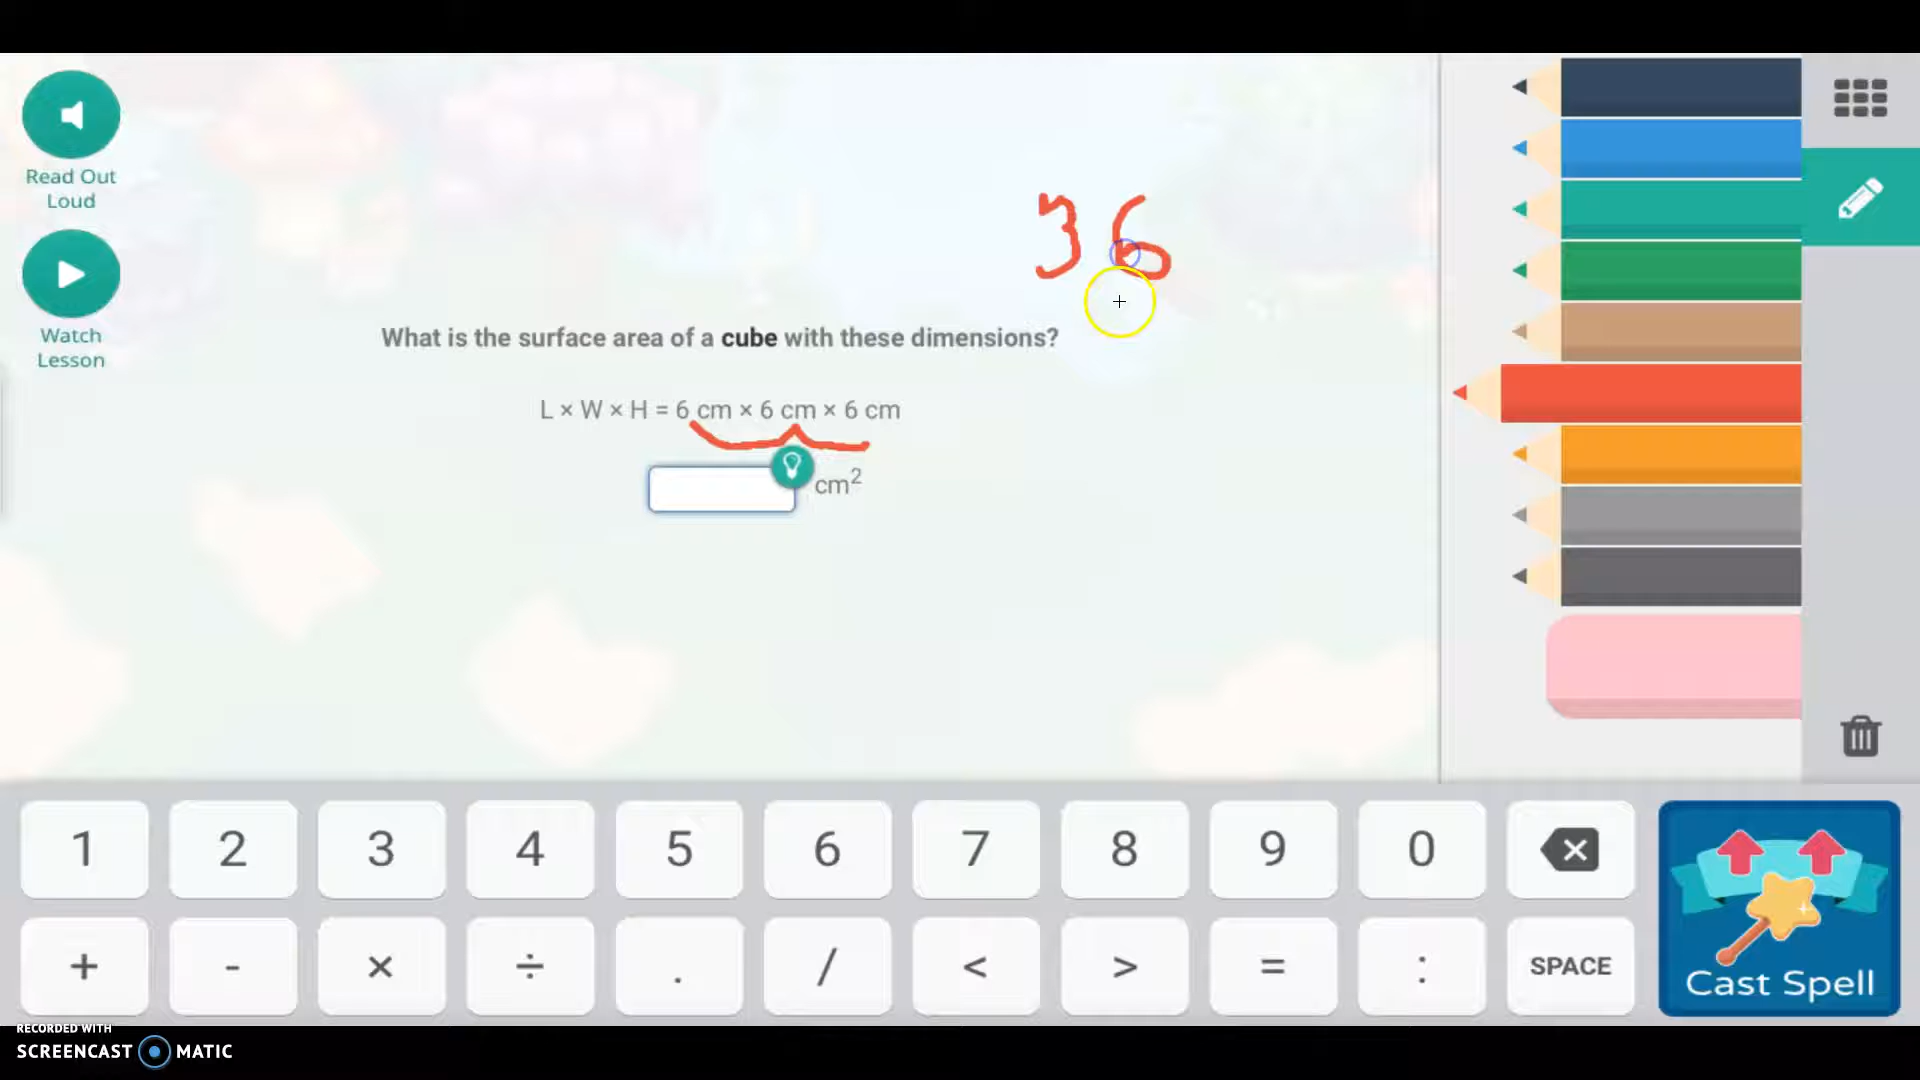 Read Out
Loud
Watch
Lesson
36
What is the surface area of a cube with these dimensions?
L × W × H = 6 cm × 6 cm × 6 cm
cm²
1 2 3 4 5 6 7 8 9 0
+ - × ÷ . / < > = : SPACE
Cast Spell
RECORDED WITH
SCREENCAST MATIC